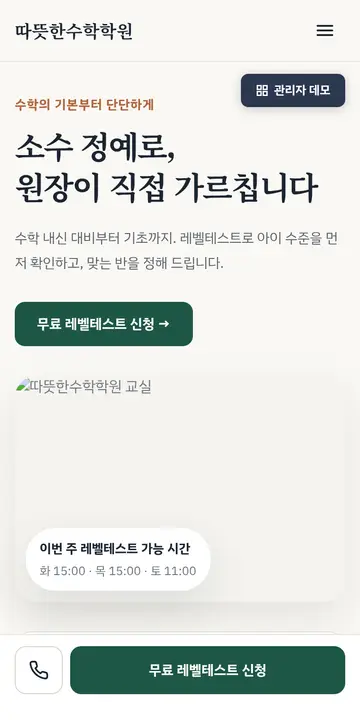 따뜻한수학학원
관리자 데모
수학의 기본부터 단단하게
소수 정예로,
원장이 직접 가르칩니다
수학 내신 대비부터 기초까지. 레벨테스트로 아이 수준을 먼
저 확인하고, 맞는 반을 정해 드립니다.
무료 레벨테스트 신청 →
따뜻한수학학원 교실
이번 주 레벨테스트 가능 시간
화 15:00 · 목 15:00 · 토 11:00
무료 레벨테스트 신청